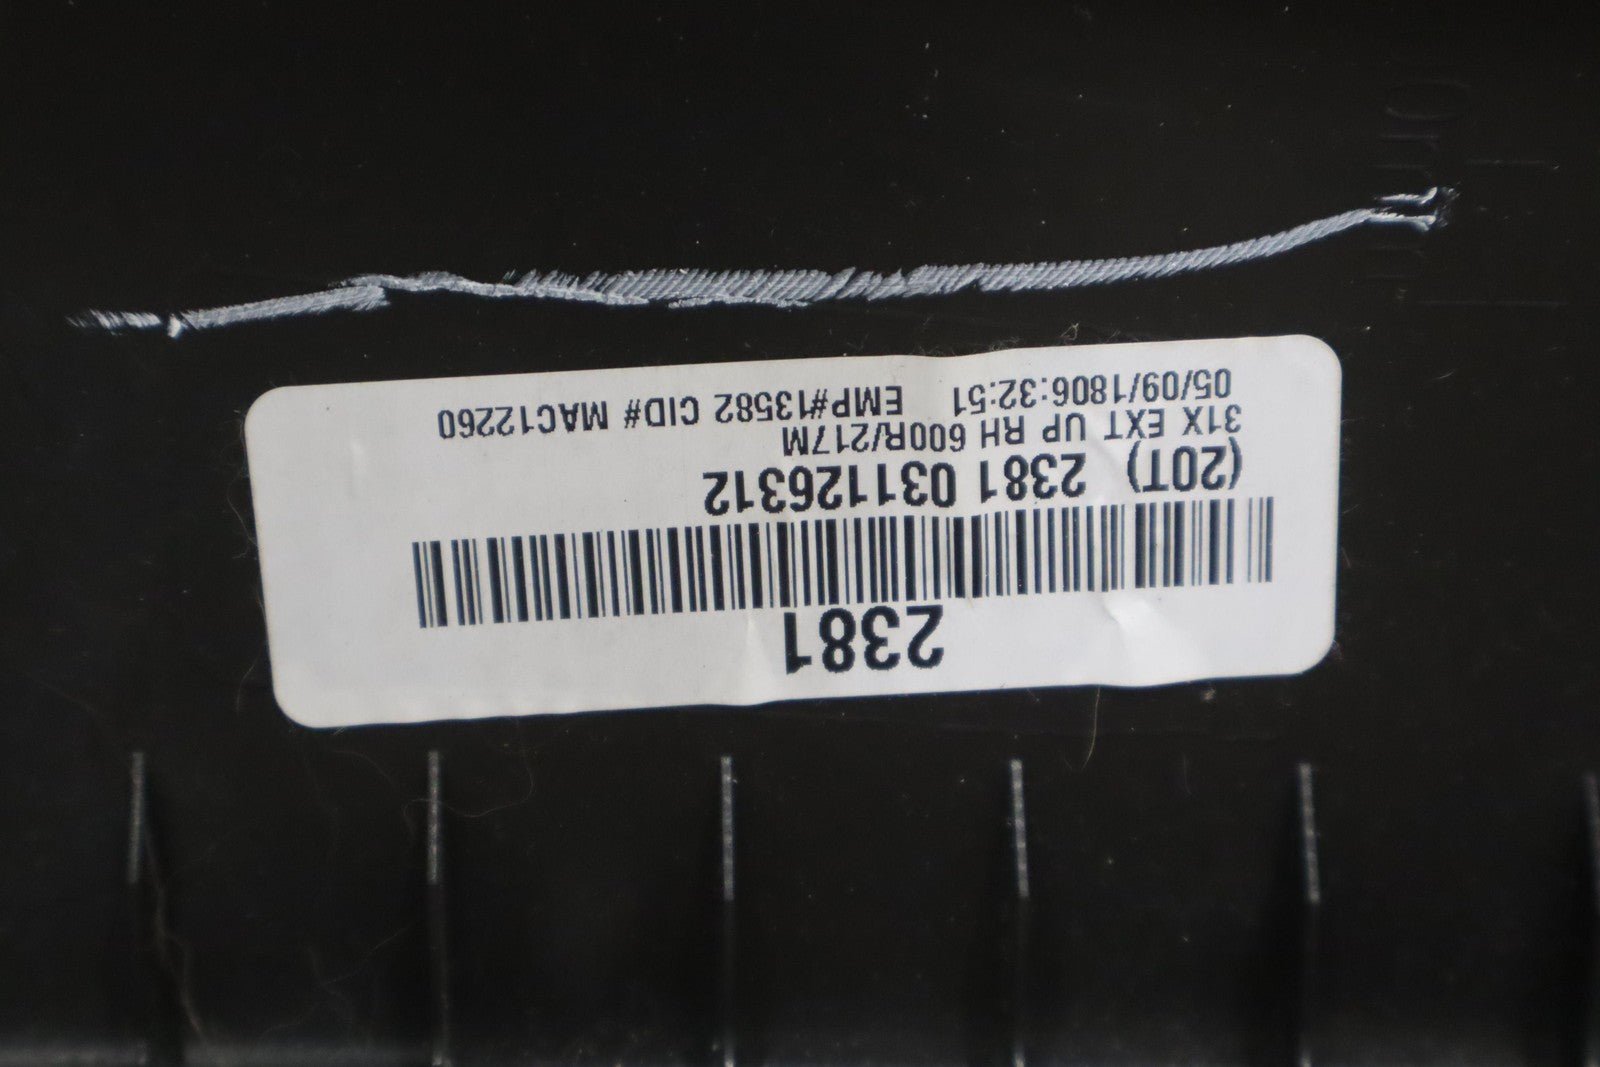 2381
(20T) 2381 031126312
31X EXT UP RH 600R/217M
05/09/1806:32:51 EMP#13582 CID# MAC12260